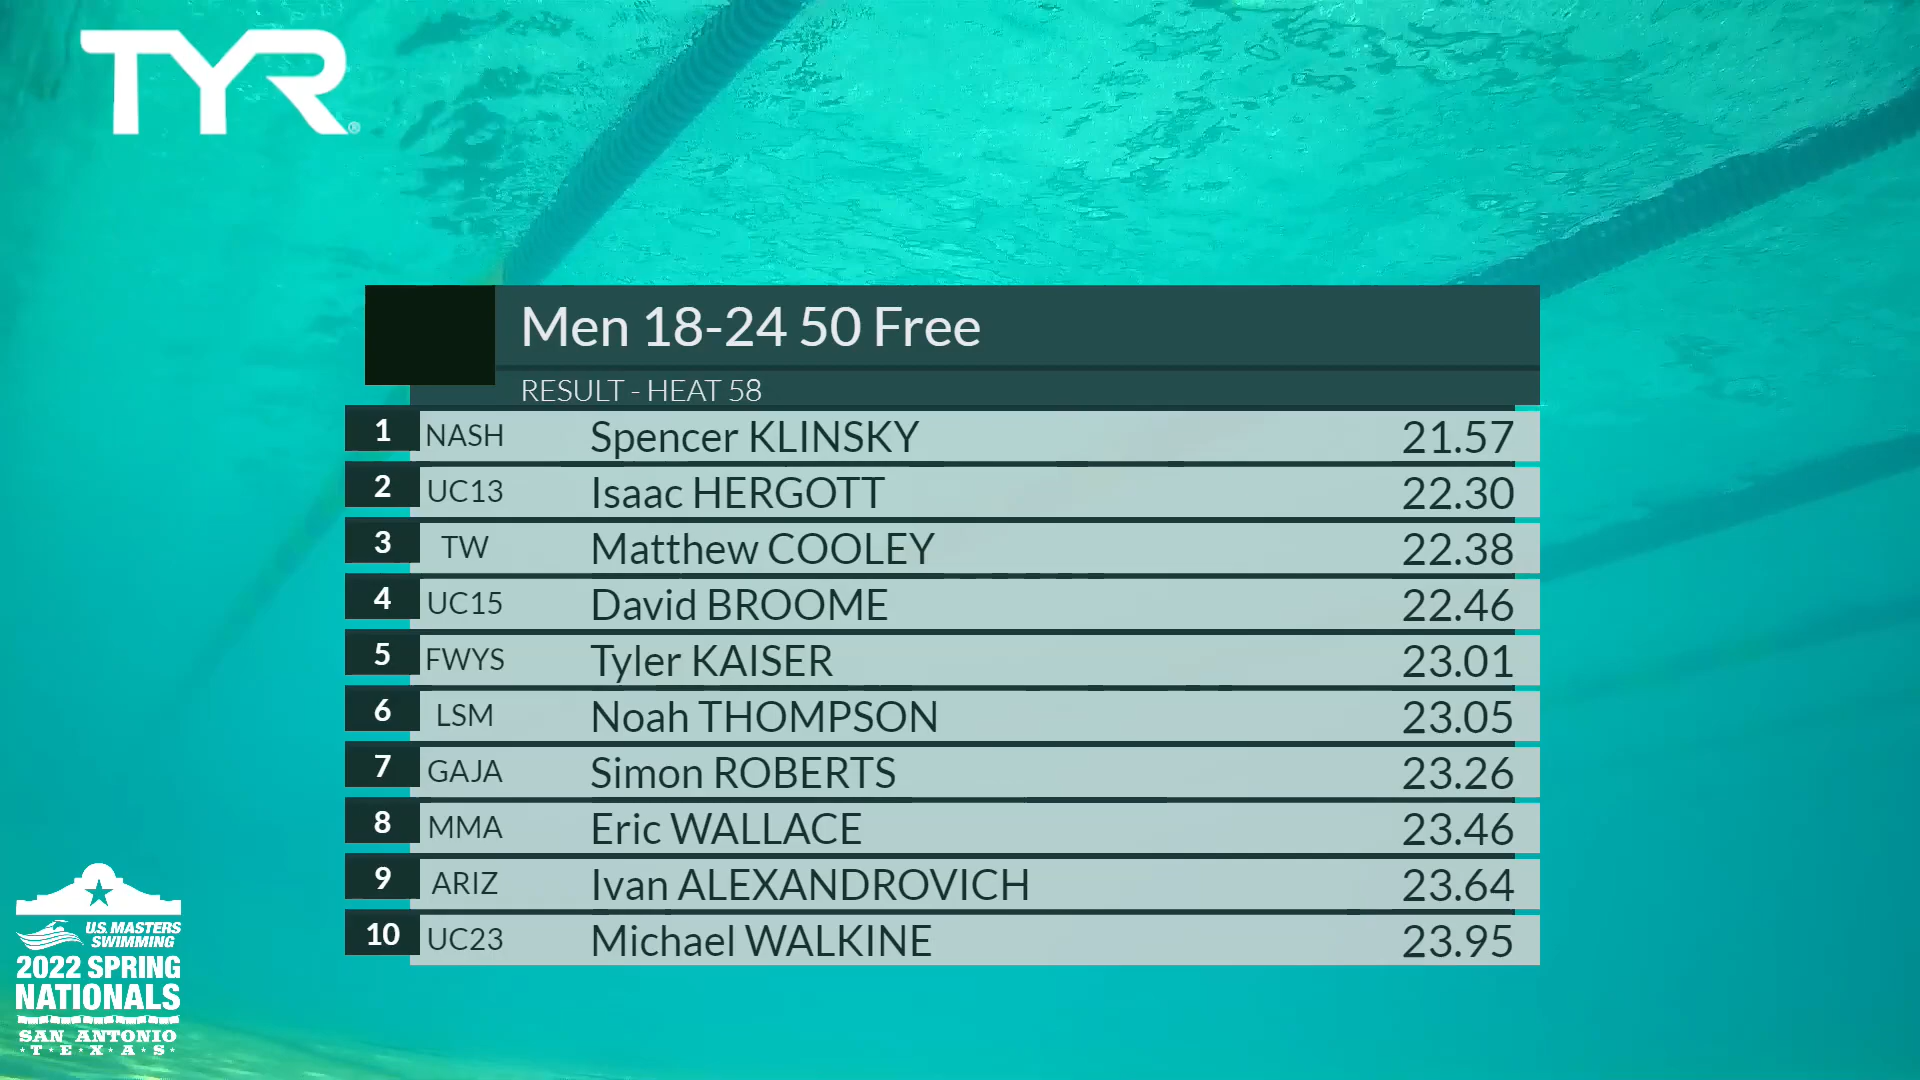 TYR
Men 18-24 50 Free
RESULT - HEAT 58
1 NASH Spencer KLINSKY 21.57
2 UC13 Isaac HERGOTT 22.30
3 TW Matthew COOLEY 22.38
4 UC15 David BROOME 22.46
5 FWYS Tyler KAISER 23.01
6 LSM Noah THOMPSON 23.05
7 GAJA Simon ROBERTS 23.26
8 MMA Eric WALLACE 23.46
9 ARIZ Ivan ALEXANDROVICH 23.64
10 UC23 Michael WALKINE 23.95
U.S. MASTERS
SWIMMING
2022 SPRING
NATIONALS
SAN ANTONIO
TEXAS